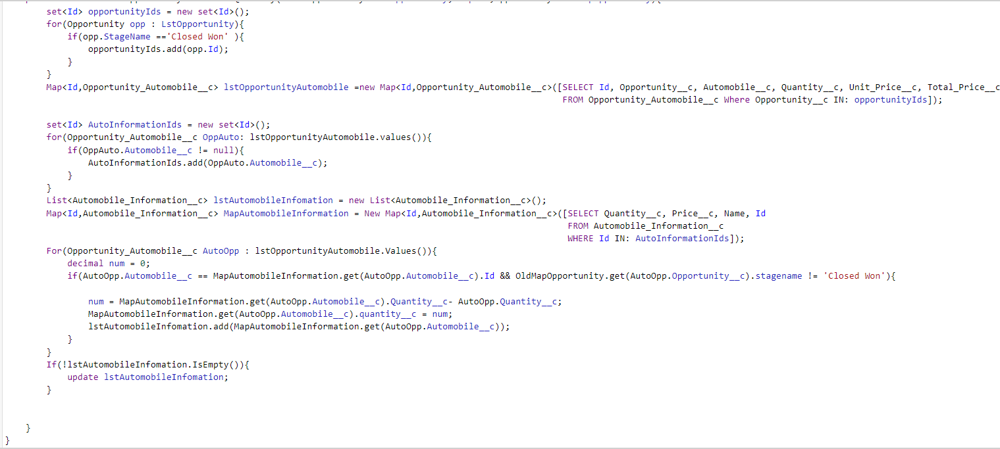 set<Id> opportunityIds = new set<Id>();
for(Opportunity opp : LstOpportunity){
if(opp.StageName =='Closed Won' ){
opportunityIds.add(opp.Id);
}
}
Map<Id,Opportunity_Automobile__c> lstOpportunityAutomobile =new Map<Id,Opportunity_Automobile__c>([SELECT Id, Opportunity__c, Automobile__c, Quantity__c, Unit_Price__c, Total_Price__c
FROM Opportunity_Automobile__c Where Opportunity__c IN: opportunityIds]);
set<Id> AutoInformationIds = new set<Id>();
for(Opportunity_Automobile__c OppAuto: lstOpportunityAutomobile.values()){
if(OppAuto.Automobile__c != null){
AutoInformationIds.add(OppAuto.Automobile__c);
}
}
List<Automobile_Information__c> lstAutomobileInfomation = new List<Automobile_Information__c>();
Map<Id,Automobile_Information__c> MapAutomobileInformation = New Map<Id,Automobile_Information__c>([SELECT Quantity__c, Price__c, Name, Id
FROM Automobile_Information__c
WHERE Id IN: AutoInformationIds]);
For(Opportunity_Automobile__c AutoOpp : lstOpportunityAutomobile.Values()){
decimal num = 0;
if(AutoOpp.Automobile__c == MapAutomobileInformation.get(AutoOpp.Automobile__c).Id && OldMapOpportunity.get(AutoOpp.Opportunity__c).stagename != 'Closed Won'){
num = MapAutomobileInformation.get(AutoOpp.Automobile__c).Quantity__c- AutoOpp.Quantity__c;
MapAutomobileInformation.get(AutoOpp.Automobile__c).quantity__c = num;
lstAutomobileInfomation.add(MapAutomobileInformation.get(AutoOpp.Automobile__c));
}
}
If(!lstAutomobileInfomation.IsEmpty()){
update lstAutomobileInfomation;
}
}
}